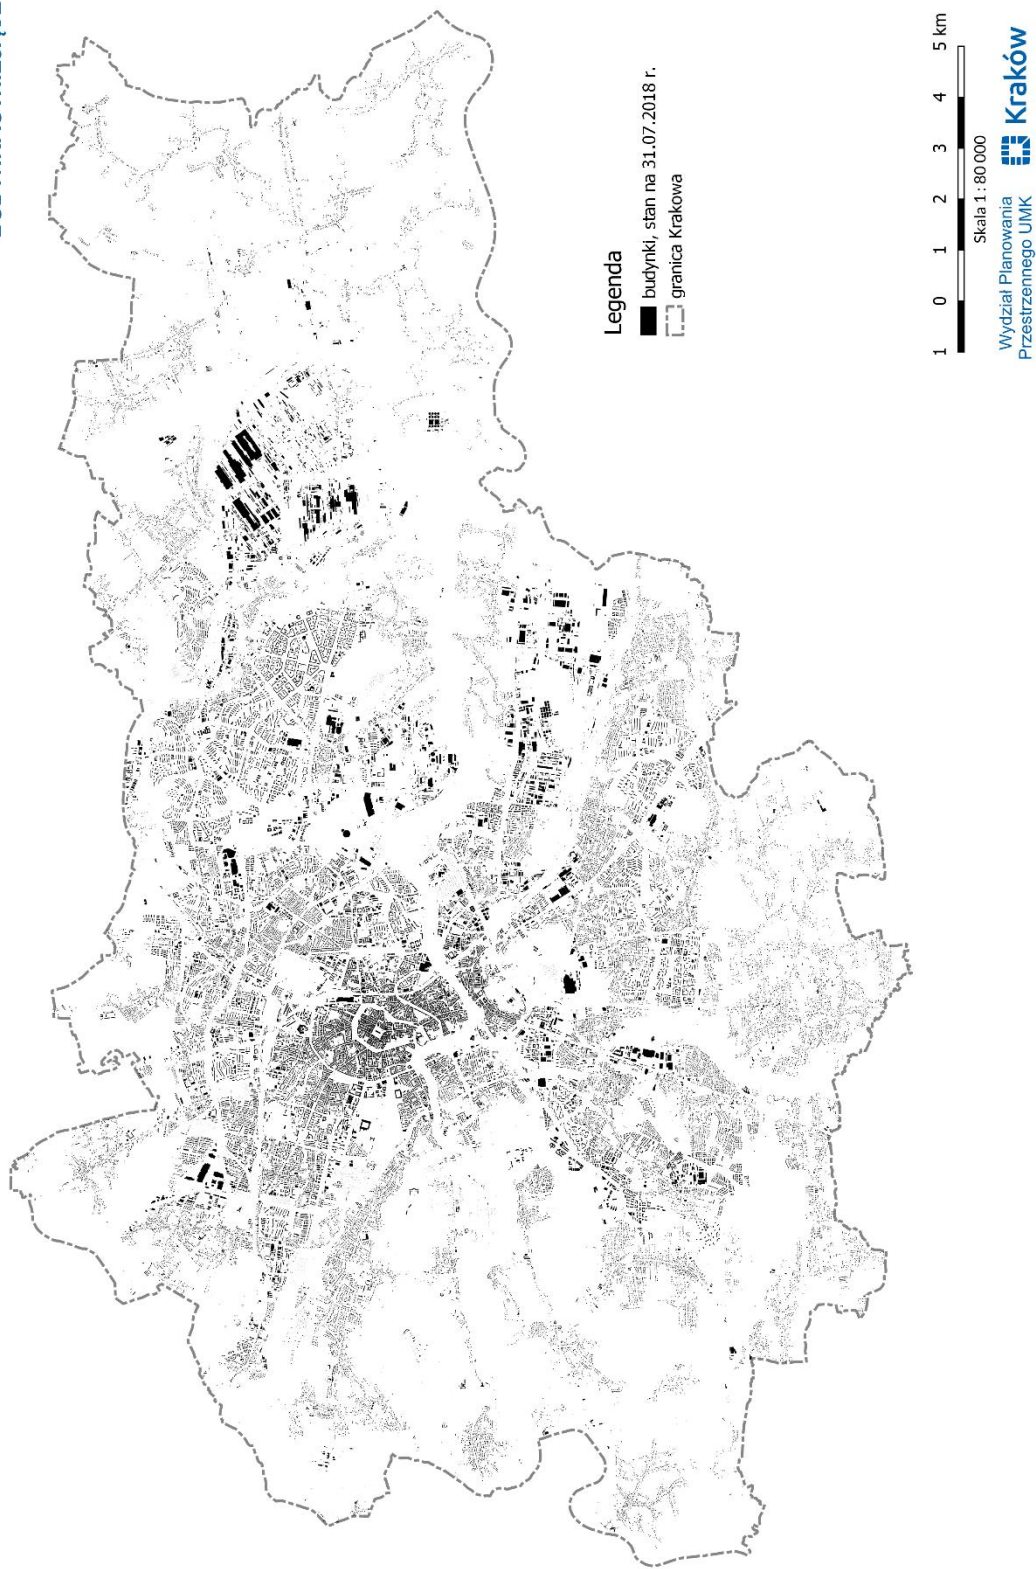 Legenda
budynki, stan na 31.07.2018 r.
granica Krakowa
1 0 1 2 3 4 5 km
Skala 1 : 80 000
Wydział Planowania
Przestrzennego UMK
Kraków